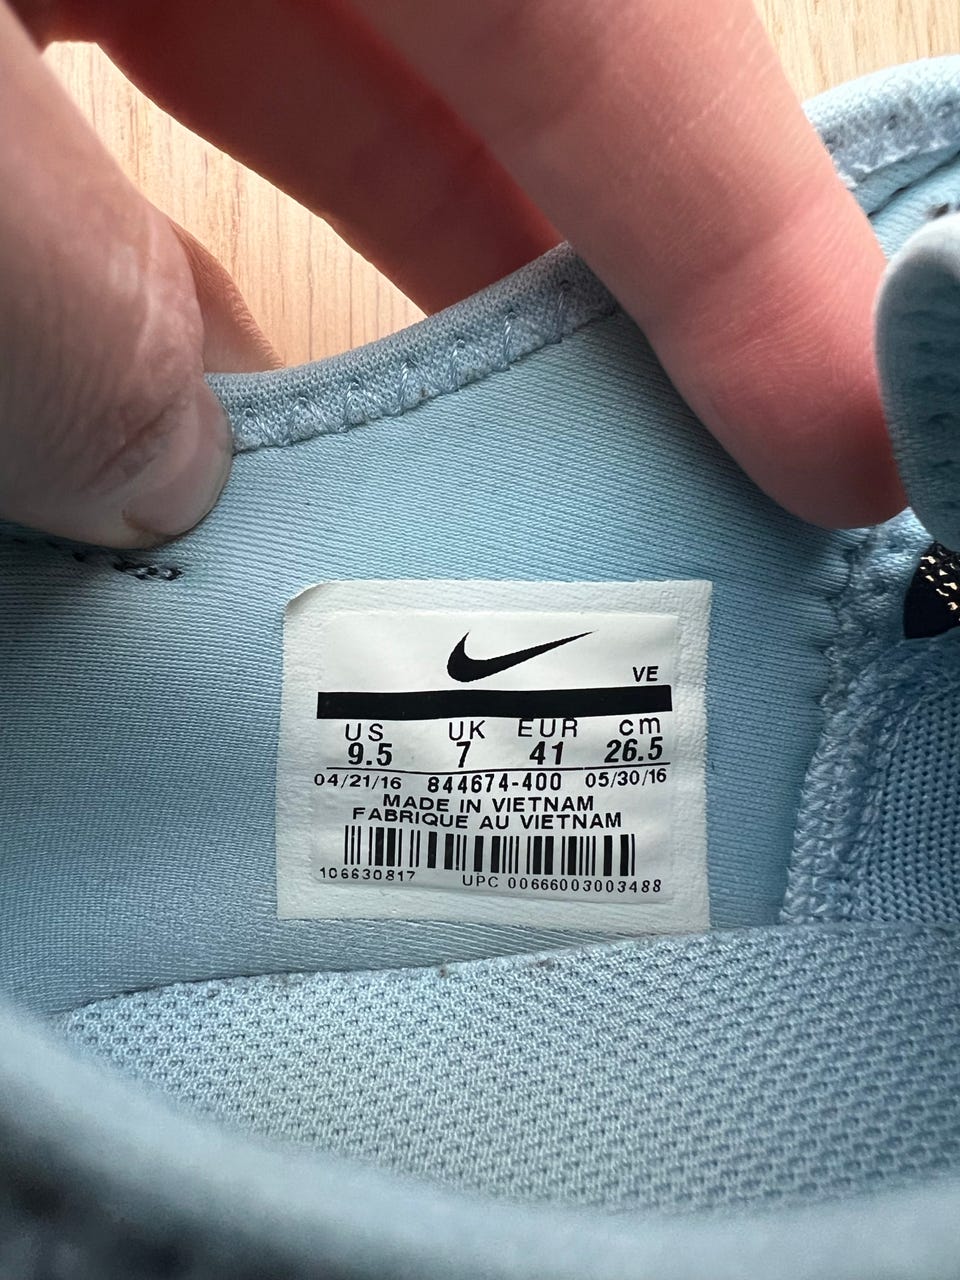 VE
US UK EUR cm
9.5 7 41 26.5
04/21/16 844674-400 05/30/16
MADE IN VIETNAM
FABRIQUE AU VIETNAM
106630817 UPC 00666003003488